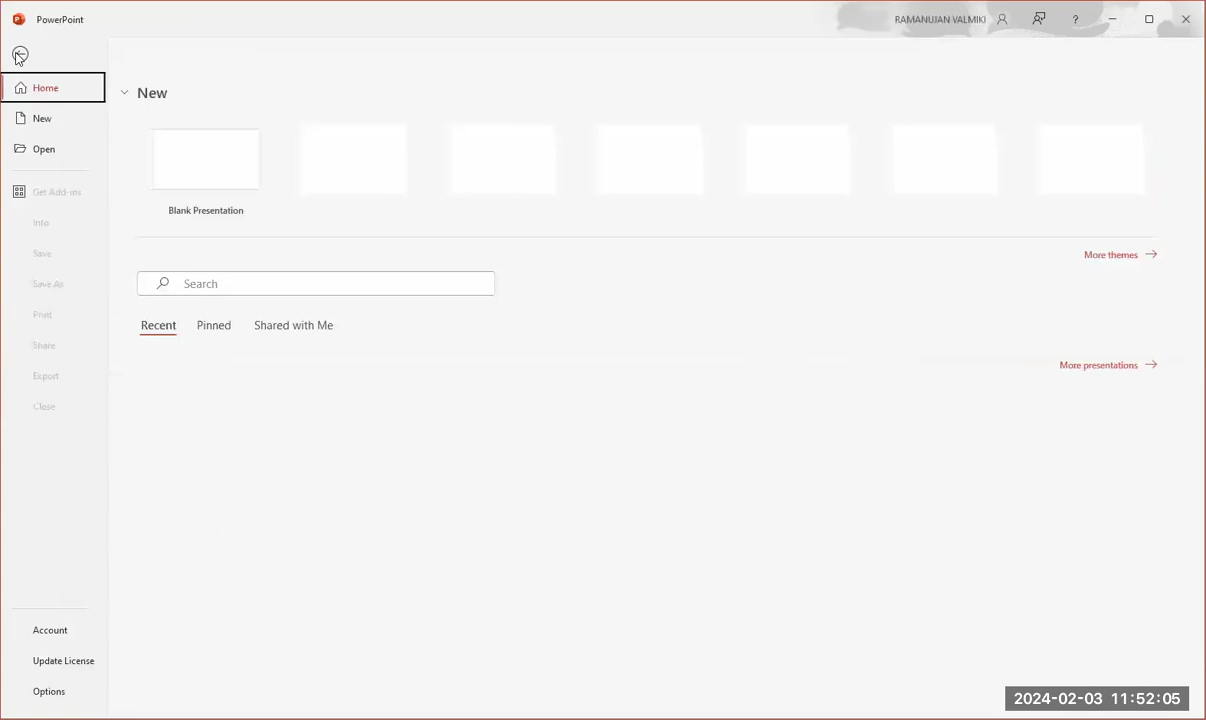 PowerPoint
RAMANUJAN VALMIKI
?
Home
New
Open
Get Add-ins
Info
Save
Save As
Print
Share
Export
Close
Account
Update License
Options
New
Blank Presentation
More themes
Search
Recent Pinned Shared with Me
More presentations
2024-02-03 11:52:05